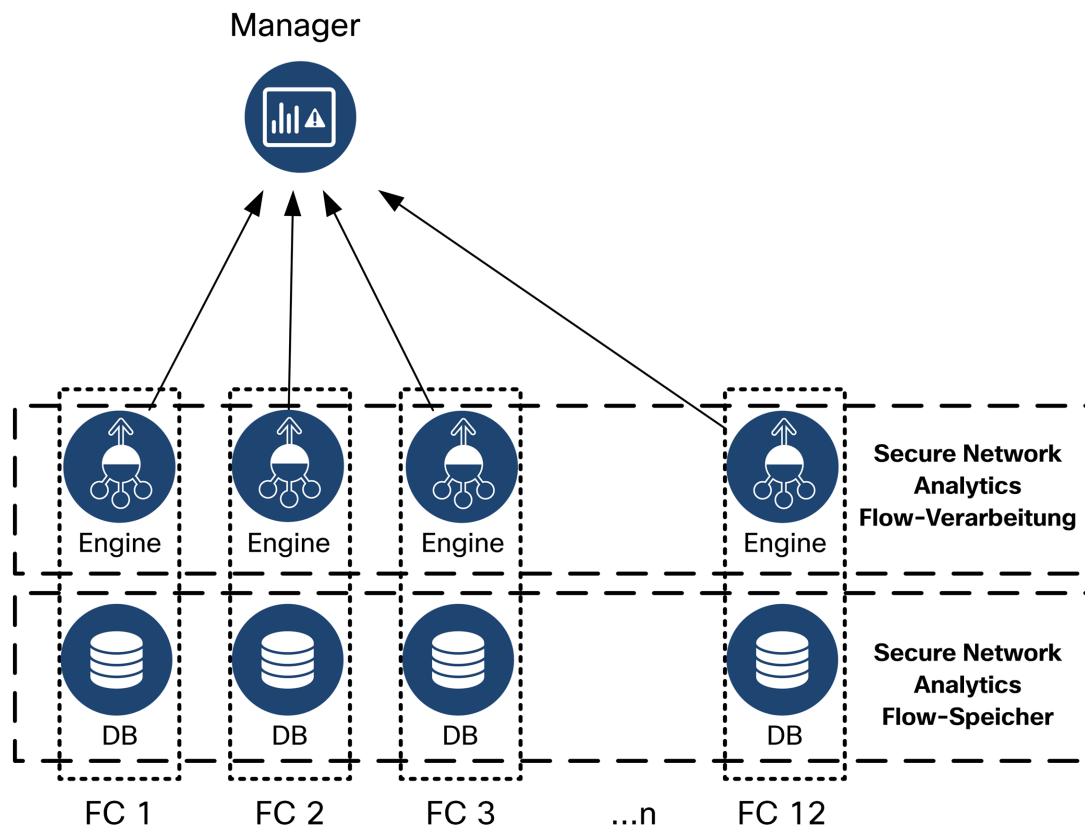 Manager
Engine
Engine
Engine
Engine
Secure Network
Analytics
Flow-Verarbeitung
DB
DB
DB
DB
Secure Network
Analytics
Flow-Speicher
FC 1
FC 2
FC 3
...n
FC 12